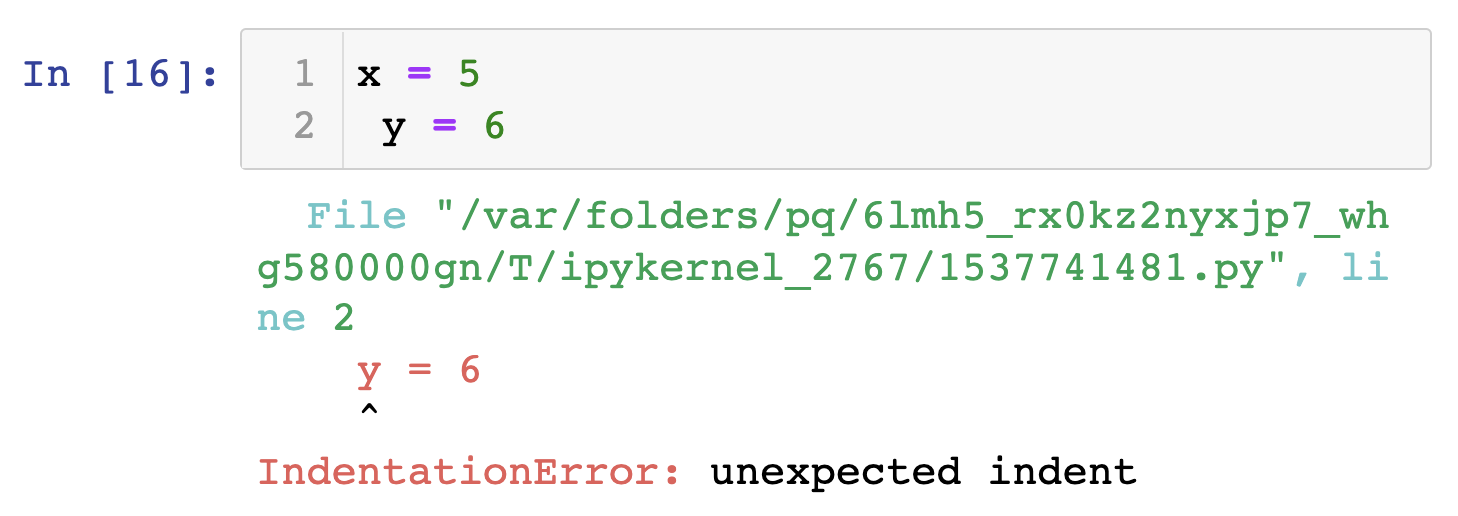 In [16]:
1 x = 5
2  y = 6
  File "/var/folders/pq/6lmh5_rx0kz2nyxjp7_wh
g580000gn/T/ipykernel_2767/1537741481.py", li
ne 2
    y = 6
    ^
IndentationError: unexpected indent